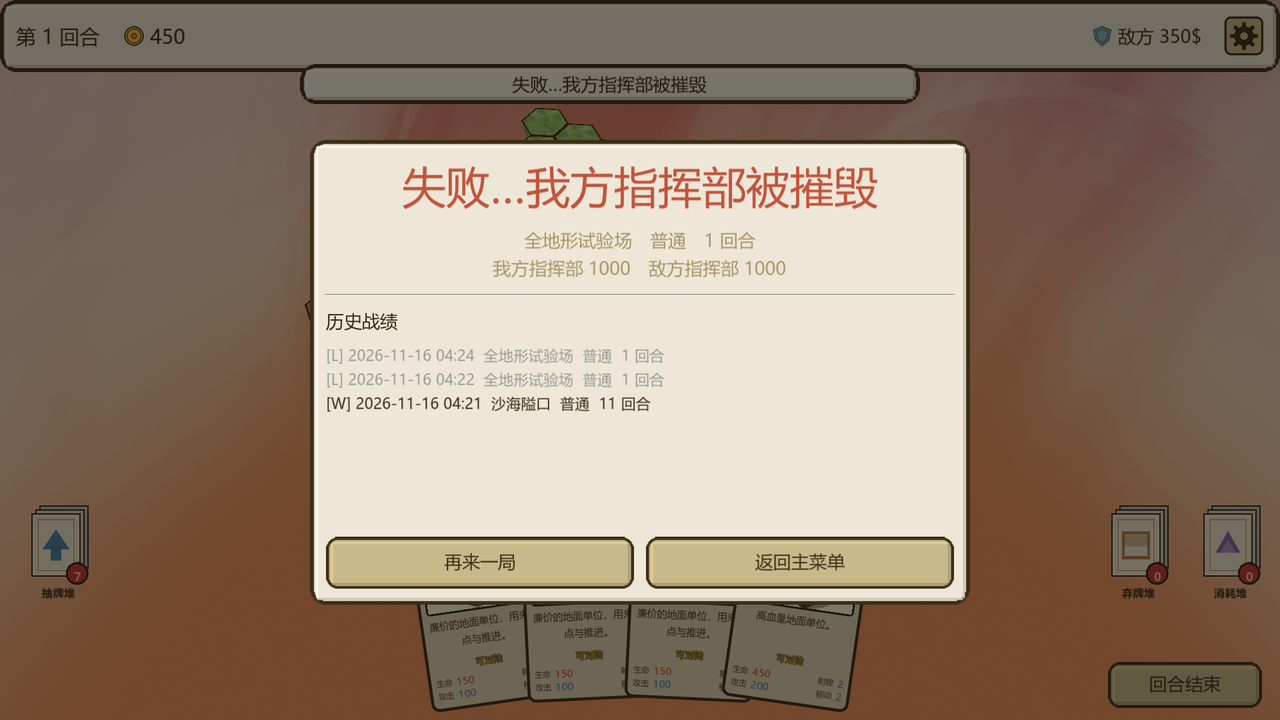 第 1 回合 450 敌方 350$
失败...我方指挥部被摧毁
失败...我方指挥部被摧毁
全地形试验场 普通 1 回合
我方指挥部 1000 敌方指挥部 1000
历史战绩
[L] 2026-11-16 04:24 全地形试验场 普通 1 回合
[L] 2026-11-16 04:22 全地形试验场 普通 1 回合
[W] 2026-11-16 04:21 沙海隘口 普通 11 回合
再来一局 返回主菜单
7
抽牌堆
0
弃牌堆
0
消耗堆
廉价的地面单位，用来
点与推进。
生命 150
攻击 100
廉价的地面单位，用来
点与推进。
生命 150
攻击 100
廉价的地面单位，用
点与推进。
生命 150
攻击 100
高血量地面单位。
生命 450 射程 2
攻击 200 移动 2
回合结束